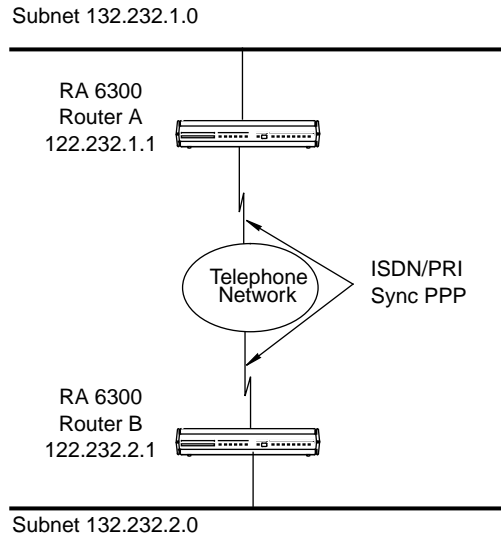 Subnet 132.232.1.0
RA 6300
Router A
122.232.1.1
Telephone
Network
ISDN/PRI
Sync PPP
RA 6300
Router B
122.232.2.1
Subnet 132.232.2.0